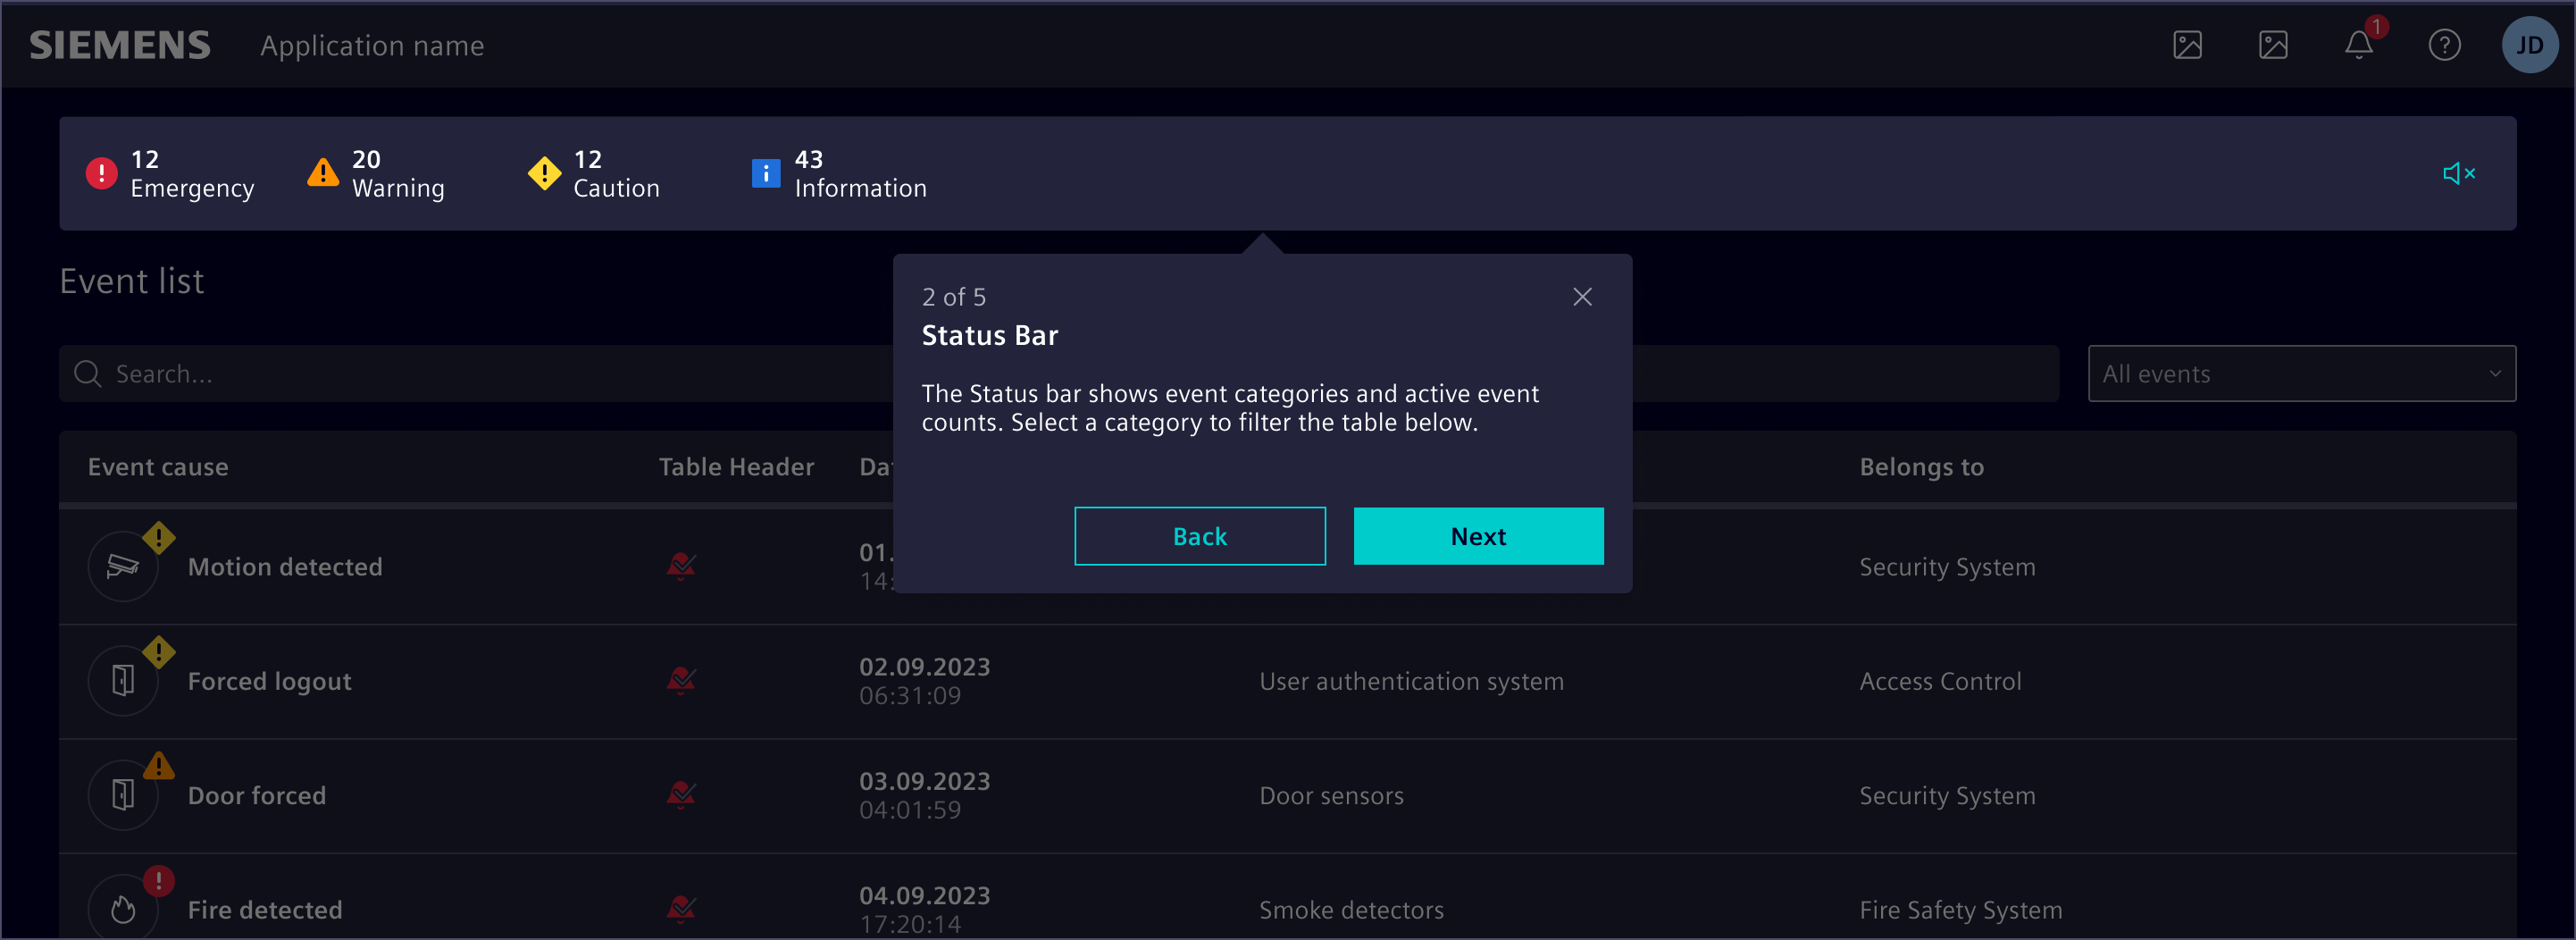 SIEMENS Application name 1 JD
12 20 12 43
Emergency Warning Caution Information
Event list
2 of 5
Status Bar
The Status bar shows event categories and active event
counts. Select a category to filter the table below.
Back Next
Search... All events
Event cause Table Header Belongs to
Motion detected 01. Security System
14:
Forced logout 02.09.2023 User authentication system Access Control
06:31:09
Door forced 03.09.2023 Door sensors Security System
04:01:59
Fire detected 04.09.2023 Smoke detectors Fire Safety System
17:20:14